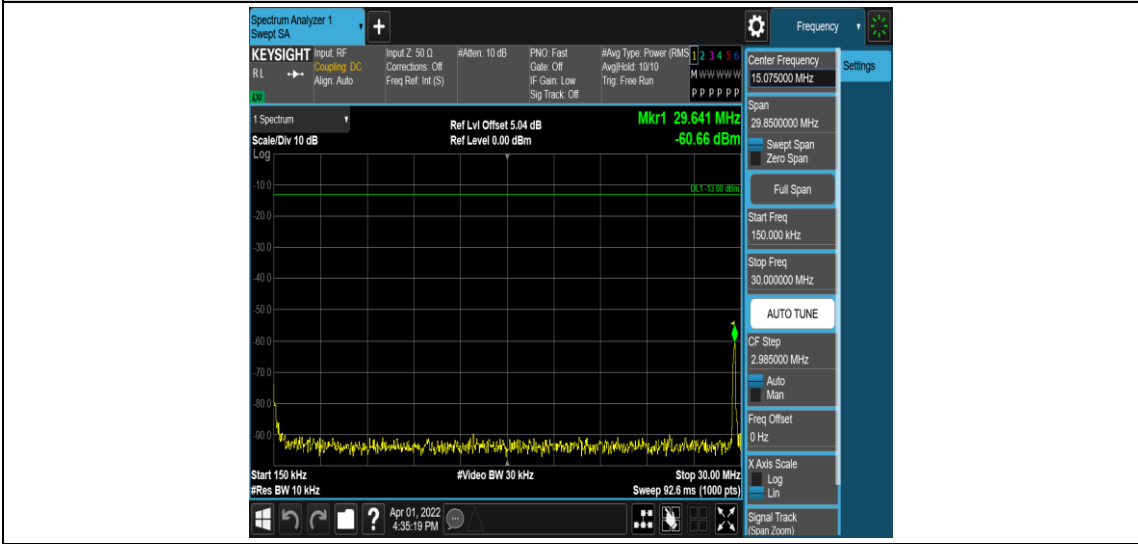 Spectrum Analyzer 1
Swept SA
+
Frequency
KEYSIGHT
RL
Input: RF
Coupling: DC
Align: Auto
Input Z: 50 Ω
Corrections: Off
Freq Ref: Int (S)
#Atten: 10 dB
PNO: Fast
Gate: Off
IF Gain: Low
Sig Track: Off
#Avg Type: Power (RMS
Avg|Hold: 10/10
Trig: Free Run
1 2 3 4 5 6
M W W W W W
P P P P P P
1 Spectrum
Scale/Div 10 dB
Log
Ref Lvl Offset 5.04 dB
Ref Level 0.00 dBm
Mkr1 29.641 MHz
-60.66 dBm
DL1 -13.00 dBm
-10.0
-20.0
-30.0
-40.0
-50.0
-60.0
-70.0
-80.0
-90.0
1
Start 150 kHz
#Res BW 10 kHz
#Video BW 30 kHz
Stop 30.00 MHz
Sweep 92.6 ms (1000 pts)
?
Apr 01, 2022
4:35:19 PM
Center Frequency
15.075000 MHz
Settings
Span
29.8500000 MHz
Swept Span
Zero Span
Full Span
Start Freq
150.000 kHz
Stop Freq
30.000000 MHz
AUTO TUNE
CF Step
2.985000 MHz
Auto
Man
Freq Offset
0 Hz
X Axis Scale
Log
Lin
Signal Track
(Span Zoom)